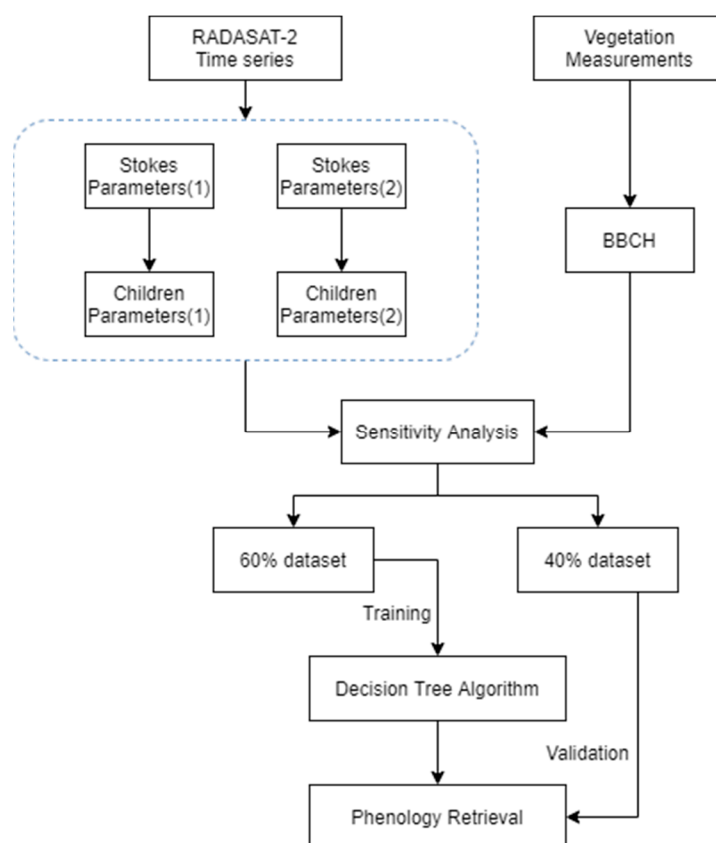 RADASAT-2
Time series
Vegetation
Measurements
Stokes
Parameters(1)
Stokes
Parameters(2)
BBCH
Children
Parameters(1)
Children
Parameters(2)
Sensitivity Analysis
60% dataset
40% dataset
Training
Decision Tree Algorithm
Validation
Phenology Retrieval